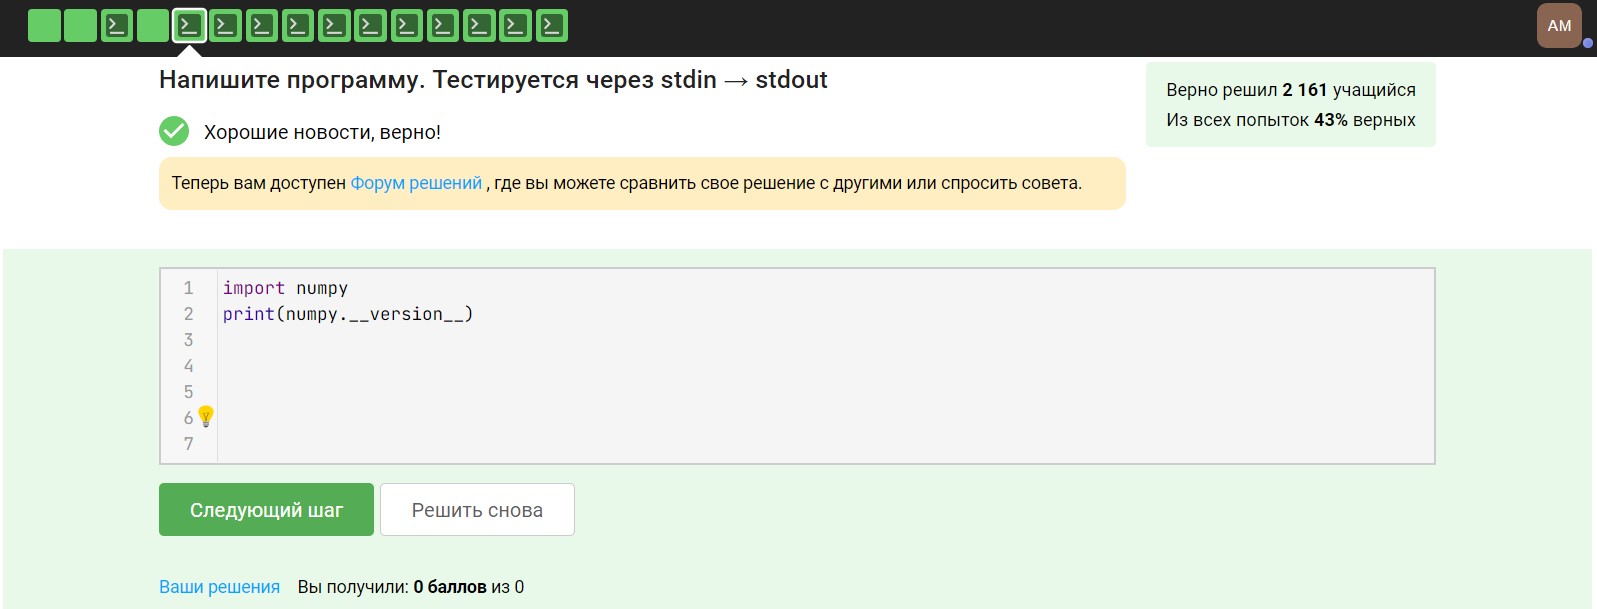 AM
Напишите программу. Тестируется через stdin → stdout
Верно решил 2 161 учащийся
Из всех попыток 43% верных
Хорошие новости, верно!
Теперь вам доступен Форум решений , где вы можете сравнить свое решение с другими или спросить совета.
1 import numpy
2 print(numpy.__version__)
3
4
5
6
7
Следующий шаг Решить снова
Ваши решения Вы получили: 0 баллов из 0